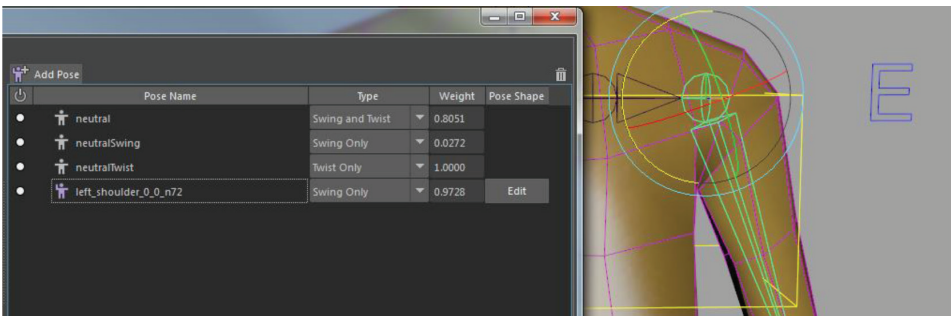 Add Pose
Pose Name Type Weight Pose Shape
neutral Swing and Twist 0.8051
neutralSwing Swing Only 0.0272
neutralTwist Twist Only 1.0000
left_shoulder_0_0_n72 Swing Only 0.9728 Edit
E